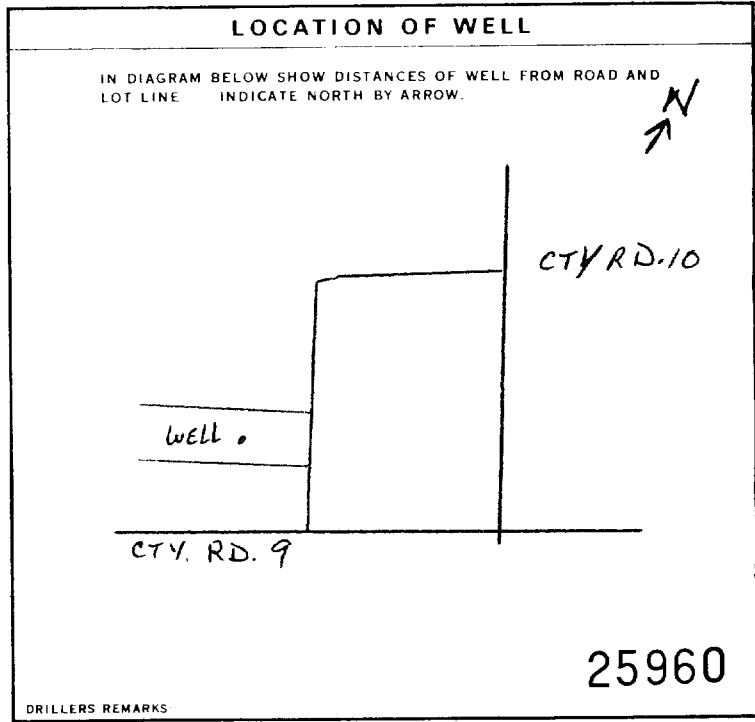 LOCATION OF WELL
IN DIAGRAM BELOW SHOW DISTANCES OF WELL FROM ROAD AND
LOT LINE INDICATE NORTH BY ARROW.
N
CTY RD. 10
WELL
CTY. RD. 9
25960
DRILLERS REMARKS